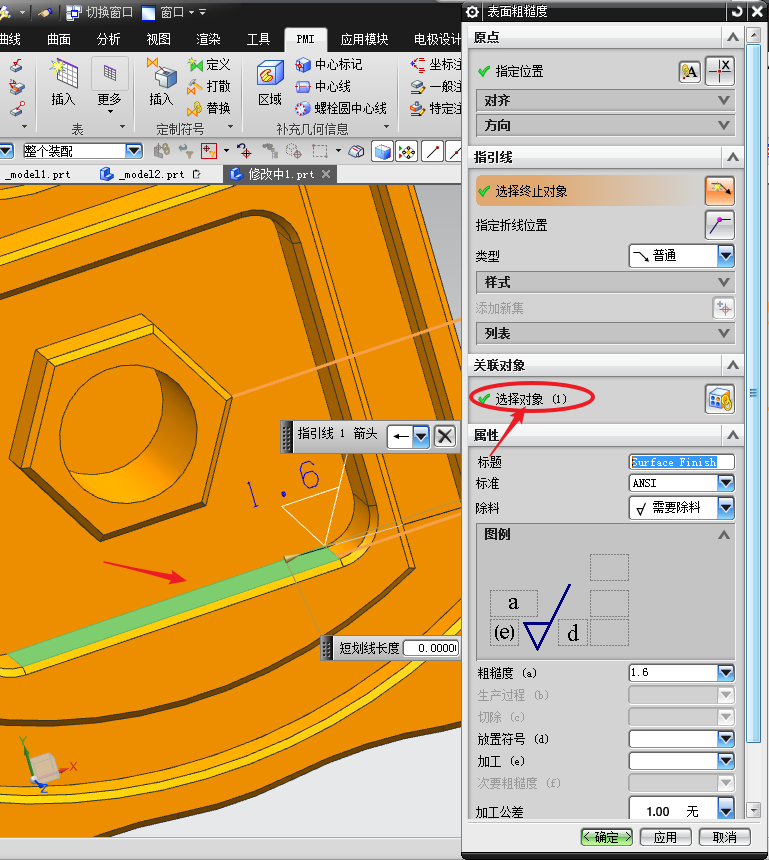 切换窗口 窗口
曲线 曲面 分析 视图 渲染 工具 PMI 应用模块 电极设计
插入 更多 表
插入 定义 打散 替换 定制符号
区域 中心标记 中心线 螺栓圆中心线 补充几何信息
坐标注
一般注
特定注
整个装配
_model1.prt _model2.prt 修改中1.prt
指引线 1 箭头
1.6
短划线长度 0.0000
Y
X
Z
表面粗糙度
原点
指定位置
对齐
方向
指引线
选择终止对象
指定折线位置
类型 普通
样式
添加新集
列表
关联对象
选择对象 (1)
属性
标题 Surface Finish
标准 ANSI
除料 需要除料
图例
a
(e) d
粗糙度 (a) 1.6
生产过程 (b)
切除 (c)
放置符号 (d)
加工 (e)
次要粗糙度 (f)
加工公差 1.00 无
<确定> 应用 取消